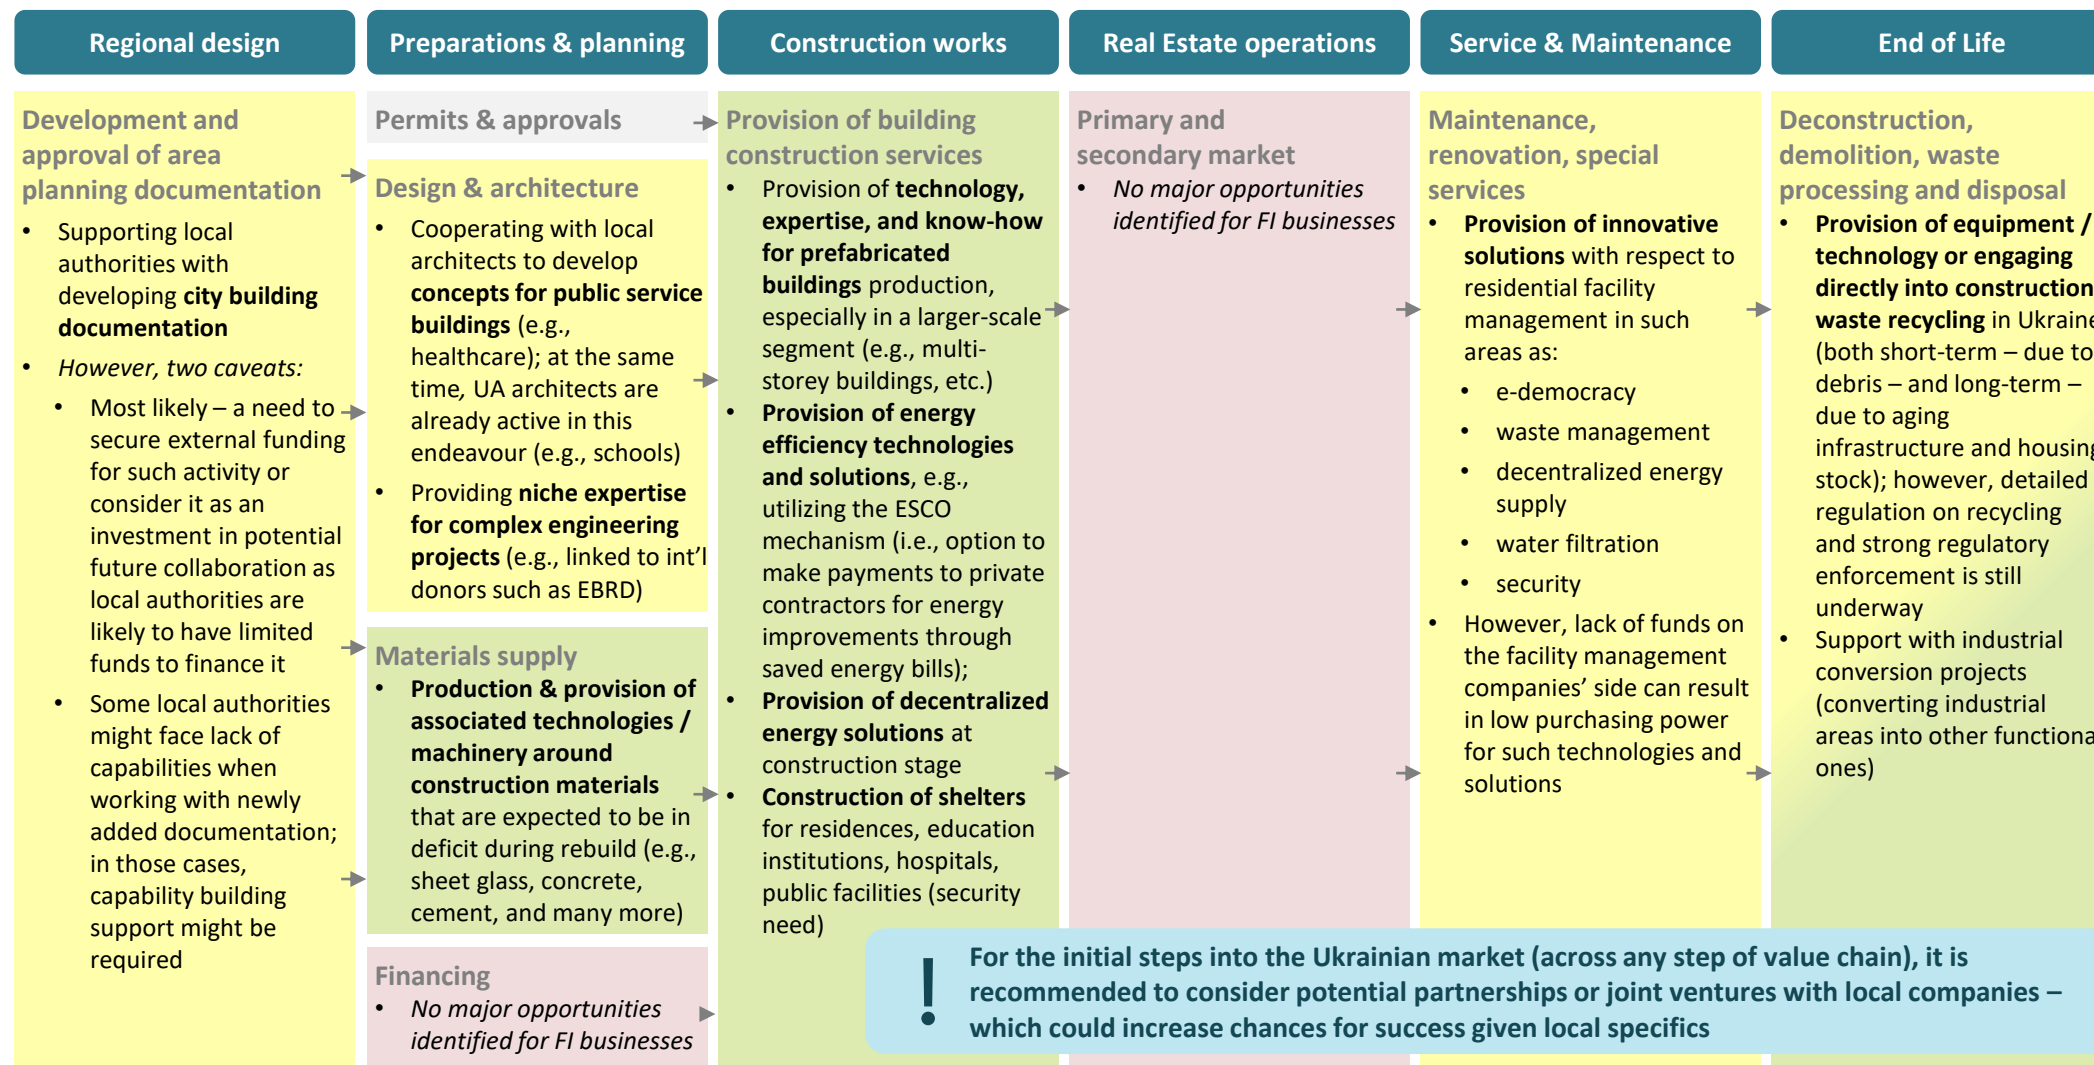 Regional design
Preparations & planning
Construction works
Real Estate operations
Service & Maintenance
End of Life
Development and
approval of area
planning documentation
• Supporting local
authorities with
developing city building
documentation
• However, two caveats:
• Most likely – a need to
secure external funding
for such activity or
consider it as an
investment in potential
future collaboration as
local authorities are
likely to have limited
funds to finance it
• Some local authorities
might face lack of
capabilities when
working with newly
added documentation;
in those cases,
capability building
support might be
required
Permits & approvals
Design & architecture
• Cooperating with local
architects to develop
concepts for public service
buildings (e.g.,
healthcare); at the same
time, UA architects are
already active in this
endeavour (e.g., schools)
• Providing niche expertise
for complex engineering
projects (e.g., linked to int'l
donors such as EBRD)
Materials supply
• Production & provision of
associated technologies /
machinery around
construction materials
that are expected to be in
deficit during rebuild (e.g.,
sheet glass, concrete,
cement, and many more)
Financing
• No major opportunities
identified for FI businesses
Provision of building
construction services
• Provision of technology,
expertise, and know-how
for prefabricated
buildings production,
especially in a larger-scale
segment (e.g., multi-
storey buildings, etc.)
• Provision of energy
efficiency technologies
and solutions, e.g.,
utilizing the ESCO
mechanism (i.e., option to
make payments to private
contractors for energy
improvements through
saved energy bills);
• Provision of decentralized
energy solutions at
construction stage
• Construction of shelters
for residences, education
institutions, hospitals,
public facilities (security
need)
Primary and
secondary market
• No major opportunities
identified for FI businesses
Maintenance,
renovation, special
services
• Provision of innovative
solutions with respect to
residential facility
management in such
areas as:
• e-democracy
• waste management
• decentralized energy
supply
• water filtration
• security
• However, lack of funds on
the facility management
companies' side can result
in low purchasing power
for such technologies and
solutions
Deconstruction,
demolition, waste
processing and disposal
• Provision of equipment /
technology or engaging
directly into construction
waste recycling in Ukraine
(both short-term – due to
debris – and long-term –
due to aging
infrastructure and housing
stock); however, detailed
regulation on recycling
and strong regulatory
enforcement is still
underway
• Support with industrial
conversion projects
(converting industrial
areas into other functiona
ones)
! For the initial steps into the Ukrainian market (across any step of value chain), it is
recommended to consider potential partnerships or joint ventures with local companies –
which could increase chances for success given local specifics